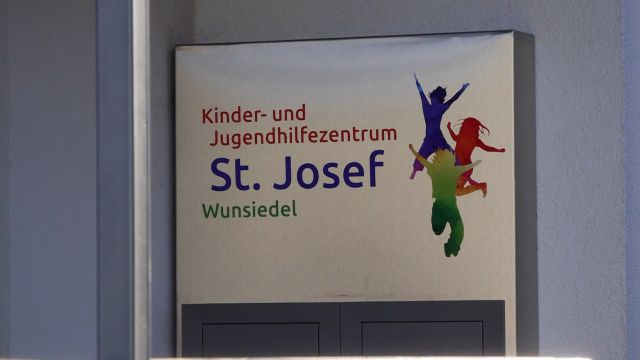 Kinder- und
Jugendhilfezentrum
St. Josef
Wunsiedel